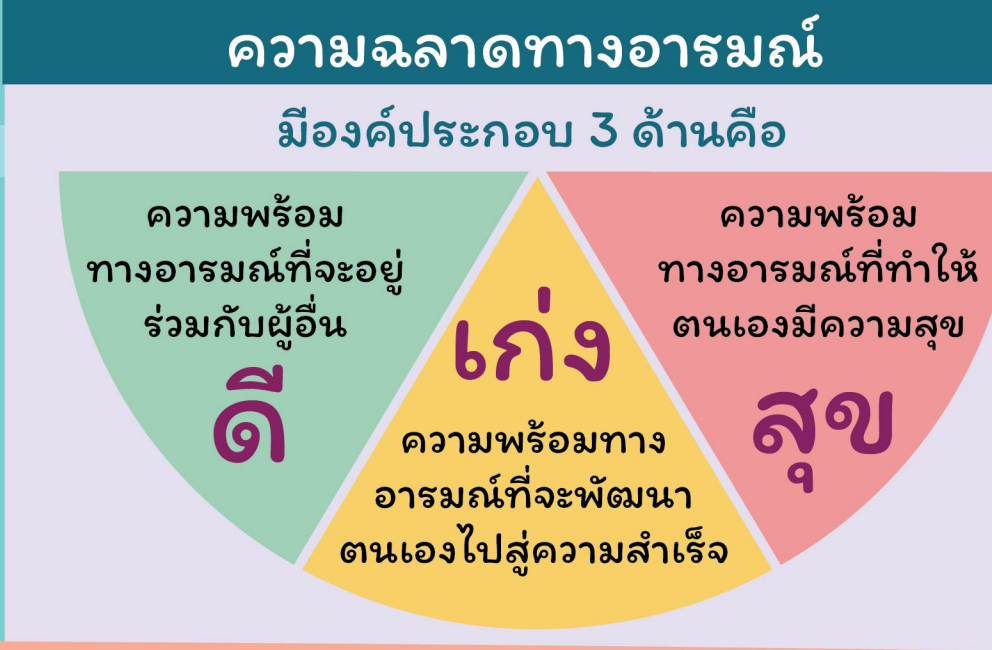 ความฉลาดทางอารมณ์
มีองค์ประกอบ 3 ด้านคือ
ความพร้อม
ทางอารมณ์ที่จะอยู่
ร่วมกับผู้อื่น
ดี
เก่ง
ความพร้อมทาง
อารมณ์ที่จะพัฒนา
ตนเองไปสู่ความสำเร็จ
ความพร้อม
ทางอารมณ์ที่ทำให้
ตนเองมีความสุข
สุข